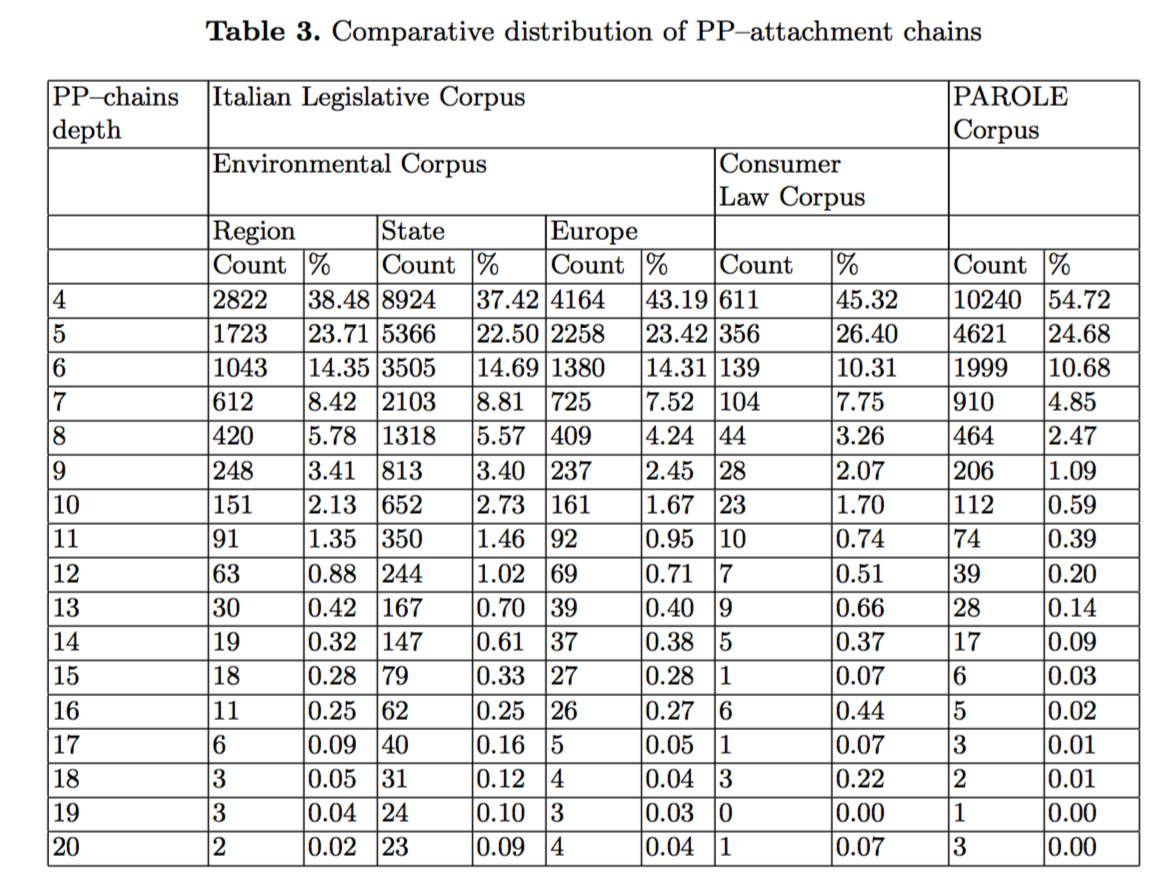 Table 3. Comparative distribution of PP–attachment chains
PP–chains depth Italian Legislative Corpus PAROLE Corpus
Environmental Corpus Consumer Law Corpus
Region State Europe
Count % Count % Count % Count % Count %
4 2822 38.48 8924 37.42 4164 43.19 611 45.32 10240 54.72
5 1723 23.71 5366 22.50 2258 23.42 356 26.40 4621 24.68
6 1043 14.35 3505 14.69 1380 14.31 139 10.31 1999 10.68
7 612 8.42 2103 8.81 725 7.52 104 7.75 910 4.85
8 420 5.78 1318 5.57 409 4.24 44 3.26 464 2.47
9 248 3.41 813 3.40 237 2.45 28 2.07 206 1.09
10 151 2.13 652 2.73 161 1.67 23 1.70 112 0.59
11 91 1.35 350 1.46 92 0.95 10 0.74 74 0.39
12 63 0.88 244 1.02 69 0.71 7 0.51 39 0.20
13 30 0.42 167 0.70 39 0.40 9 0.66 28 0.14
14 19 0.32 147 0.61 37 0.38 5 0.37 17 0.09
15 18 0.28 79 0.33 27 0.28 1 0.07 6 0.03
16 11 0.25 62 0.25 26 0.27 6 0.44 5 0.02
17 6 0.09 40 0.16 5 0.05 1 0.07 3 0.01
18 3 0.05 31 0.12 4 0.04 3 0.22 2 0.01
19 3 0.04 24 0.10 3 0.03 0 0.00 1 0.00
20 2 0.02 23 0.09 4 0.04 1 0.07 3 0.00